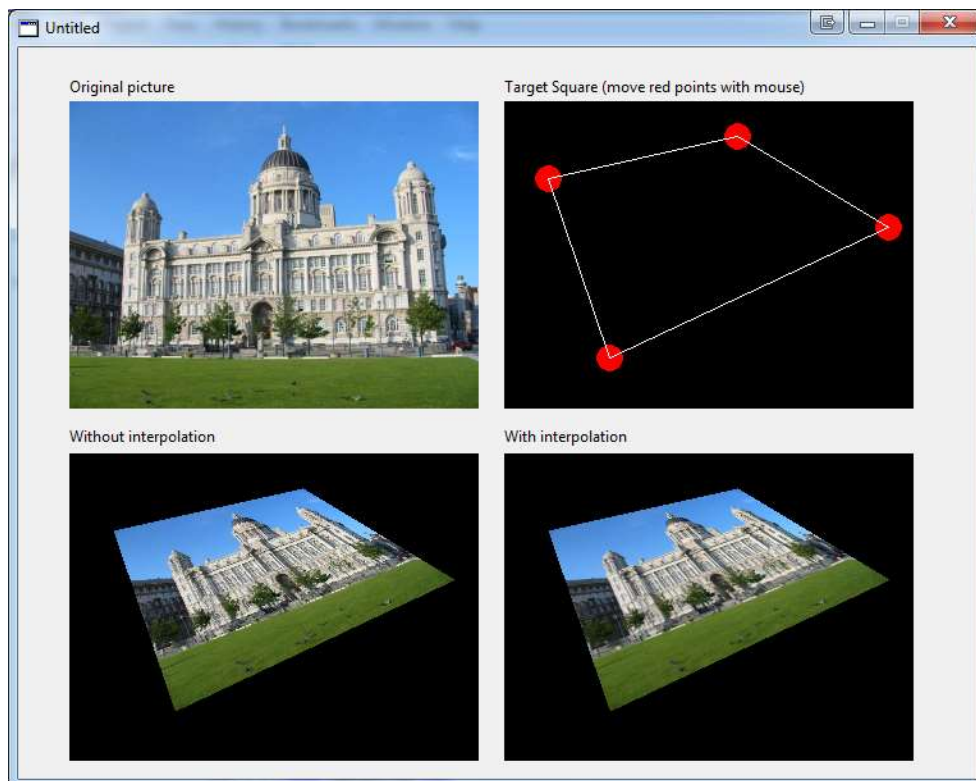 Untitled
Original picture
Target Square (move red points with mouse)
Without interpolation
With interpolation